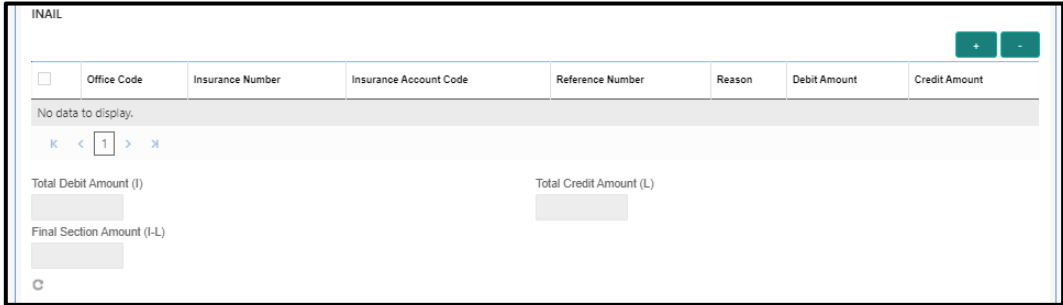 INAIL
+ -
Office Code Insurance Number Insurance Account Code Reference Number Reason Debit Amount Credit Amount
No data to display.
1
Total Debit Amount (I) Total Credit Amount (L)
Final Section Amount (I-L)